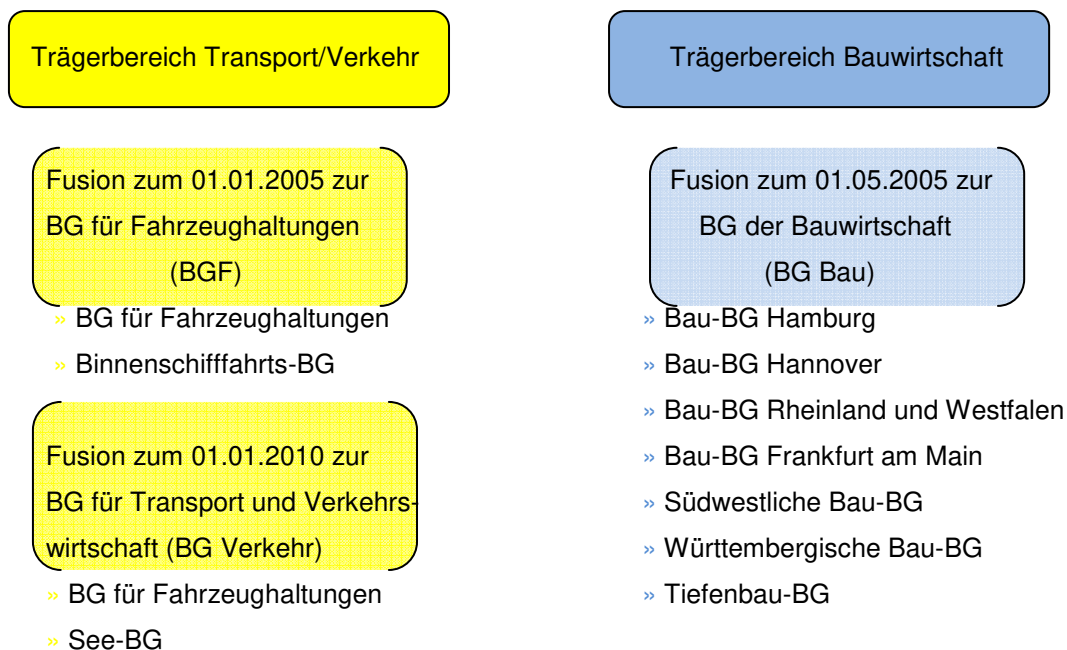 Trägerbereich Transport/Verkehr
Fusion zum 01.01.2005 zur
BG für Fahrzeughaltungen
(BGF)
» BG für Fahrzeughaltungen
» Binnenschifffahrts-BG
Fusion zum 01.01.2010 zur
BG für Transport und Verkehrs-
wirtschaft (BG Verkehr)
» BG für Fahrzeughaltungen
» See-BG
Trägerbereich Bauwirtschaft
Fusion zum 01.05.2005 zur
BG der Bauwirtschaft
(BG Bau)
» Bau-BG Hamburg
» Bau-BG Hannover
» Bau-BG Rheinland und Westfalen
» Bau-BG Frankfurt am Main
» Südwestliche Bau-BG
» Württembergische Bau-BG
» Tiefenbau-BG